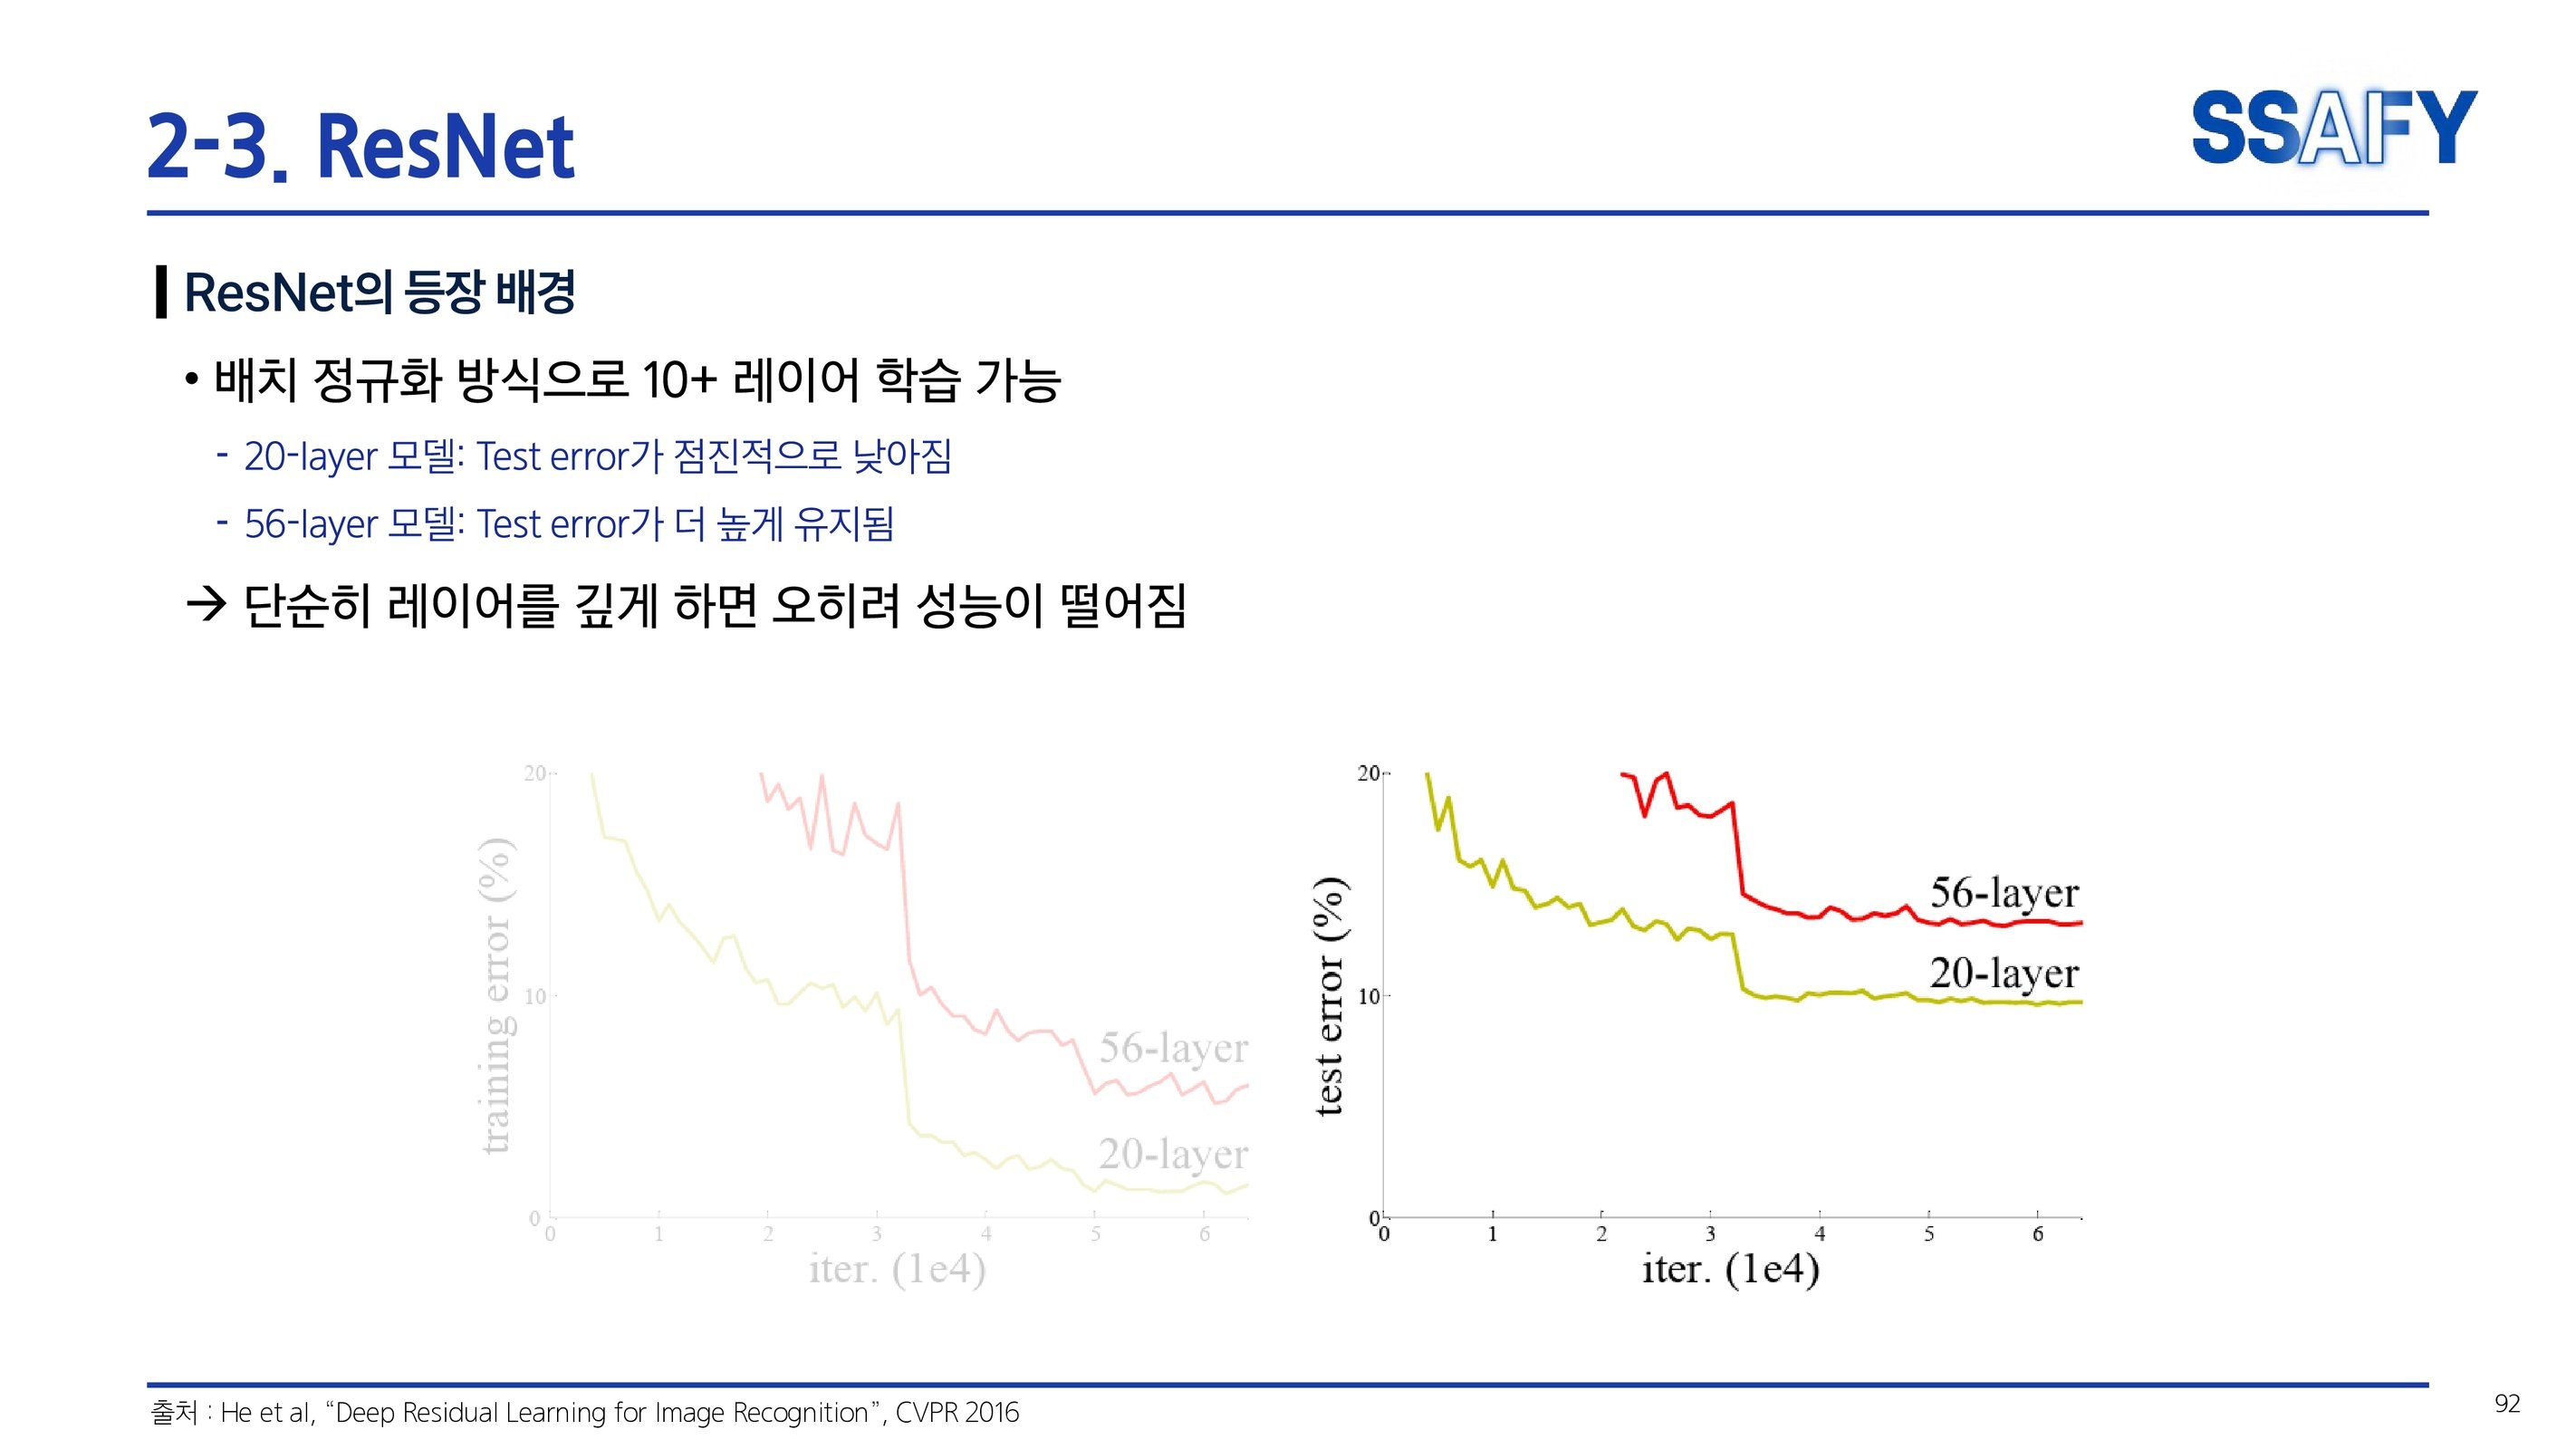 2-3. ResNet
SSAFY
ResNet의 등장 배경
• 배치 정규화 방식으로 10+ 레이어 학습 가능
- 20-layer 모델: Test error가 점진적으로 낮아짐
- 56-layer 모델: Test error가 더 높게 유지됨
→ 단순히 레이어를 깊게 하면 오히려 성능이 떨어짐
training error (%)
20
10
0
0 1 2 3 4 5 6
iter. (1e4)
56-layer
20-layer
test error (%)
20
10
0
0 1 2 3 4 5 6
iter. (1e4)
56-layer
20-layer
출처 : He et al, “Deep Residual Learning for Image Recognition”, CVPR 2016
92